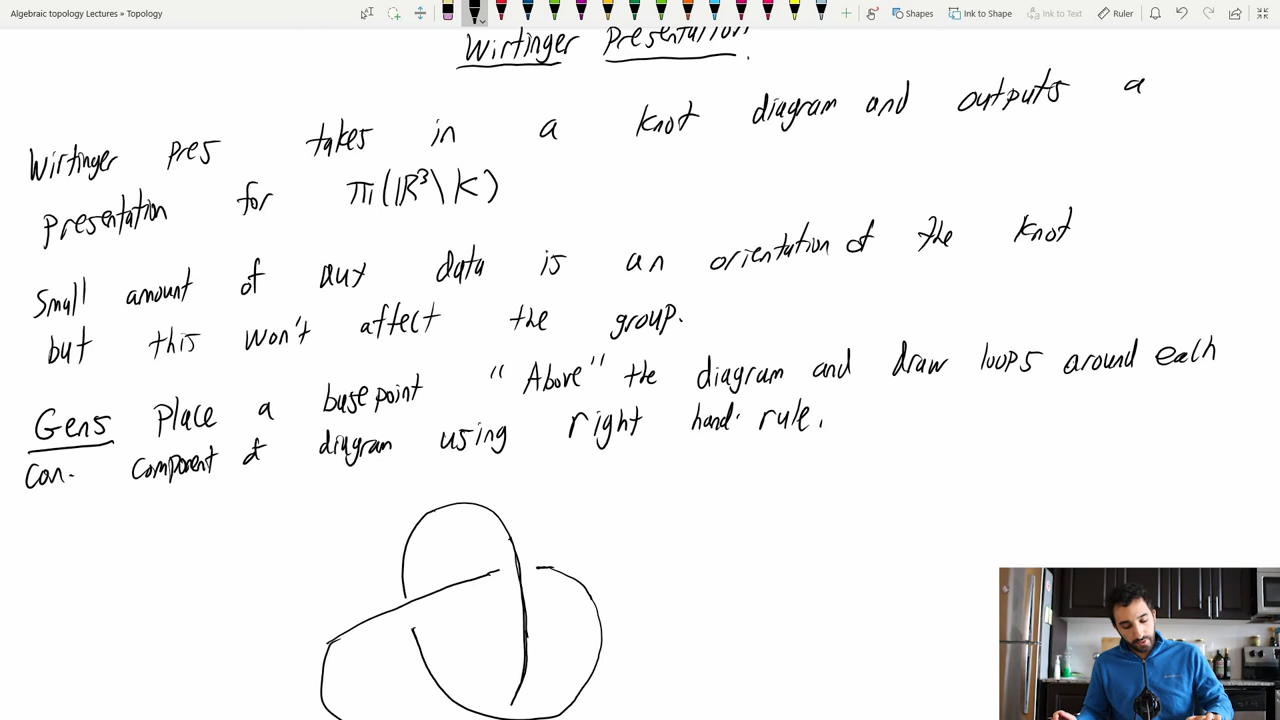 Algebraic topology Lectures » Topology
Shapes
Ink to Shape
Ink to Text
Ruler
Wirtinger Presentation.
Wirtinger pres takes in a knot diagram and outputs a
presentation for π1(ℝ³\K)
Small amount of aux data is an orientation of the knot
but this won't affect the group.
Gens Place a basepoint "Above" the diagram and draw loops around each
con. component of diagram using right hand rule.